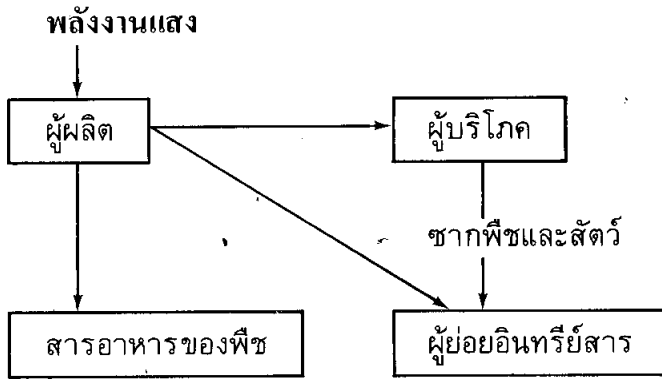 พลังงานแสง
ผู้ผลิต
ผู้บริโภค
ซากพืชและสัตว์
สารอาหารของพืช
ผู้ย่อยอินทรีย์สาร